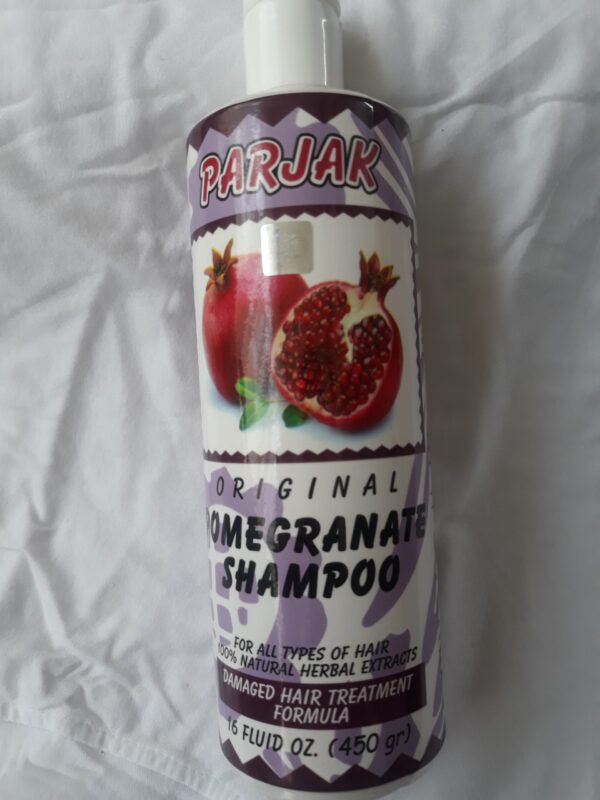 PARJAK
ORIGINAL
POMEGRANATE
SHAMPOO
FOR ALL TYPES OF HAIR
100% NATURAL HERBAL EXTRACTS
DAMAGED HAIR TREATMENT
FORMULA
16 FLUID OZ. (450 gr)